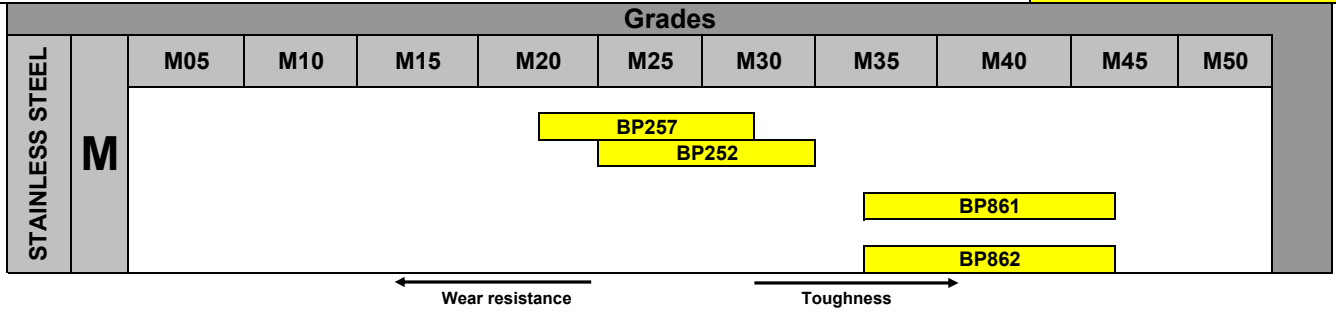 Grades
STAINLESS STEEL
M
M05 M10 M15 M20 M25 M30 M35 M40 M45 M50
BP257
BP252
BP861
BP862
Wear resistance Toughness